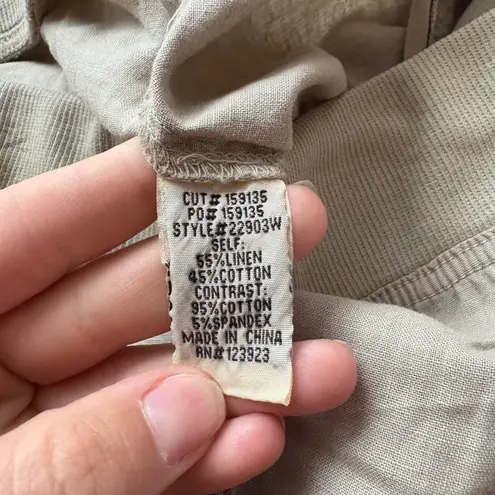 CUT# 159135
PO# 159135
STYLE#22903W
SELF:
55%LINEN
45%COTTON
CONTRAST:
95%COTTON
5%SPANDEX
MADE IN CHINA
RN#123923